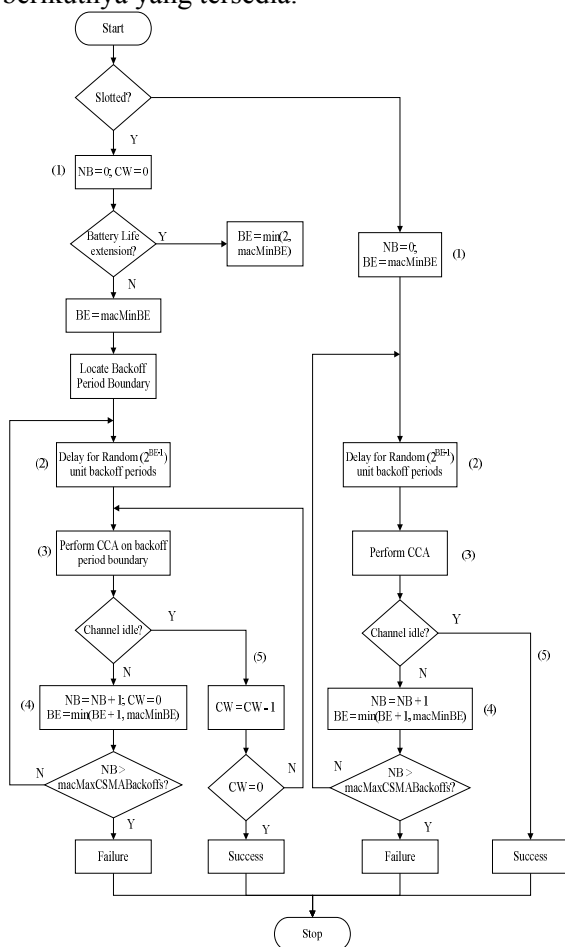 berikutnya yang tersedia.
Start
Slotted?
Y
(1)
NB=0; CW=0
Battery Life
extension?
Y
BE=min(2,
macMinBE)
N
BE=macMinBE
Locate Backoff
Period Boundary
(2)
Delay for Random (2^BE-1)
unit backoff periods
(3)
Perform CCA on backoff
period boundary
Channel idle?
Y
N
(5)
(4)
NB=NB+1; CW=0
BE=min(BE+1, macMinBE)
CW=CW-1
N
NB>
macMaxCSMABackoffs?
CW=0
N
Y
Y
Failure
Success
NB=0;
BE=macMinBE
(1)
Delay for Random (2^BE-1)
unit backoff periods
(2)
Perform CCA
(3)
Channel idle?
Y
N
(5)
NB=NB+1
BE=min(BE+1, macMinBE)
(4)
N
NB>
macMaxCSMABackoffs?
Y
Failure
Success
Stop